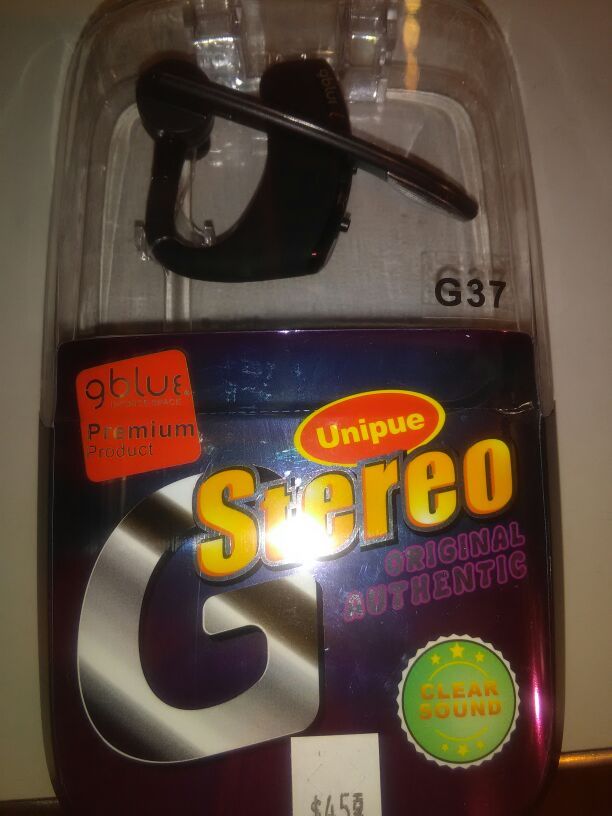 G37
gblue
Premium
Product
Unipue
Stereo
ORIGINAL
AUTHENTIC
G
CLEAR
SOUND